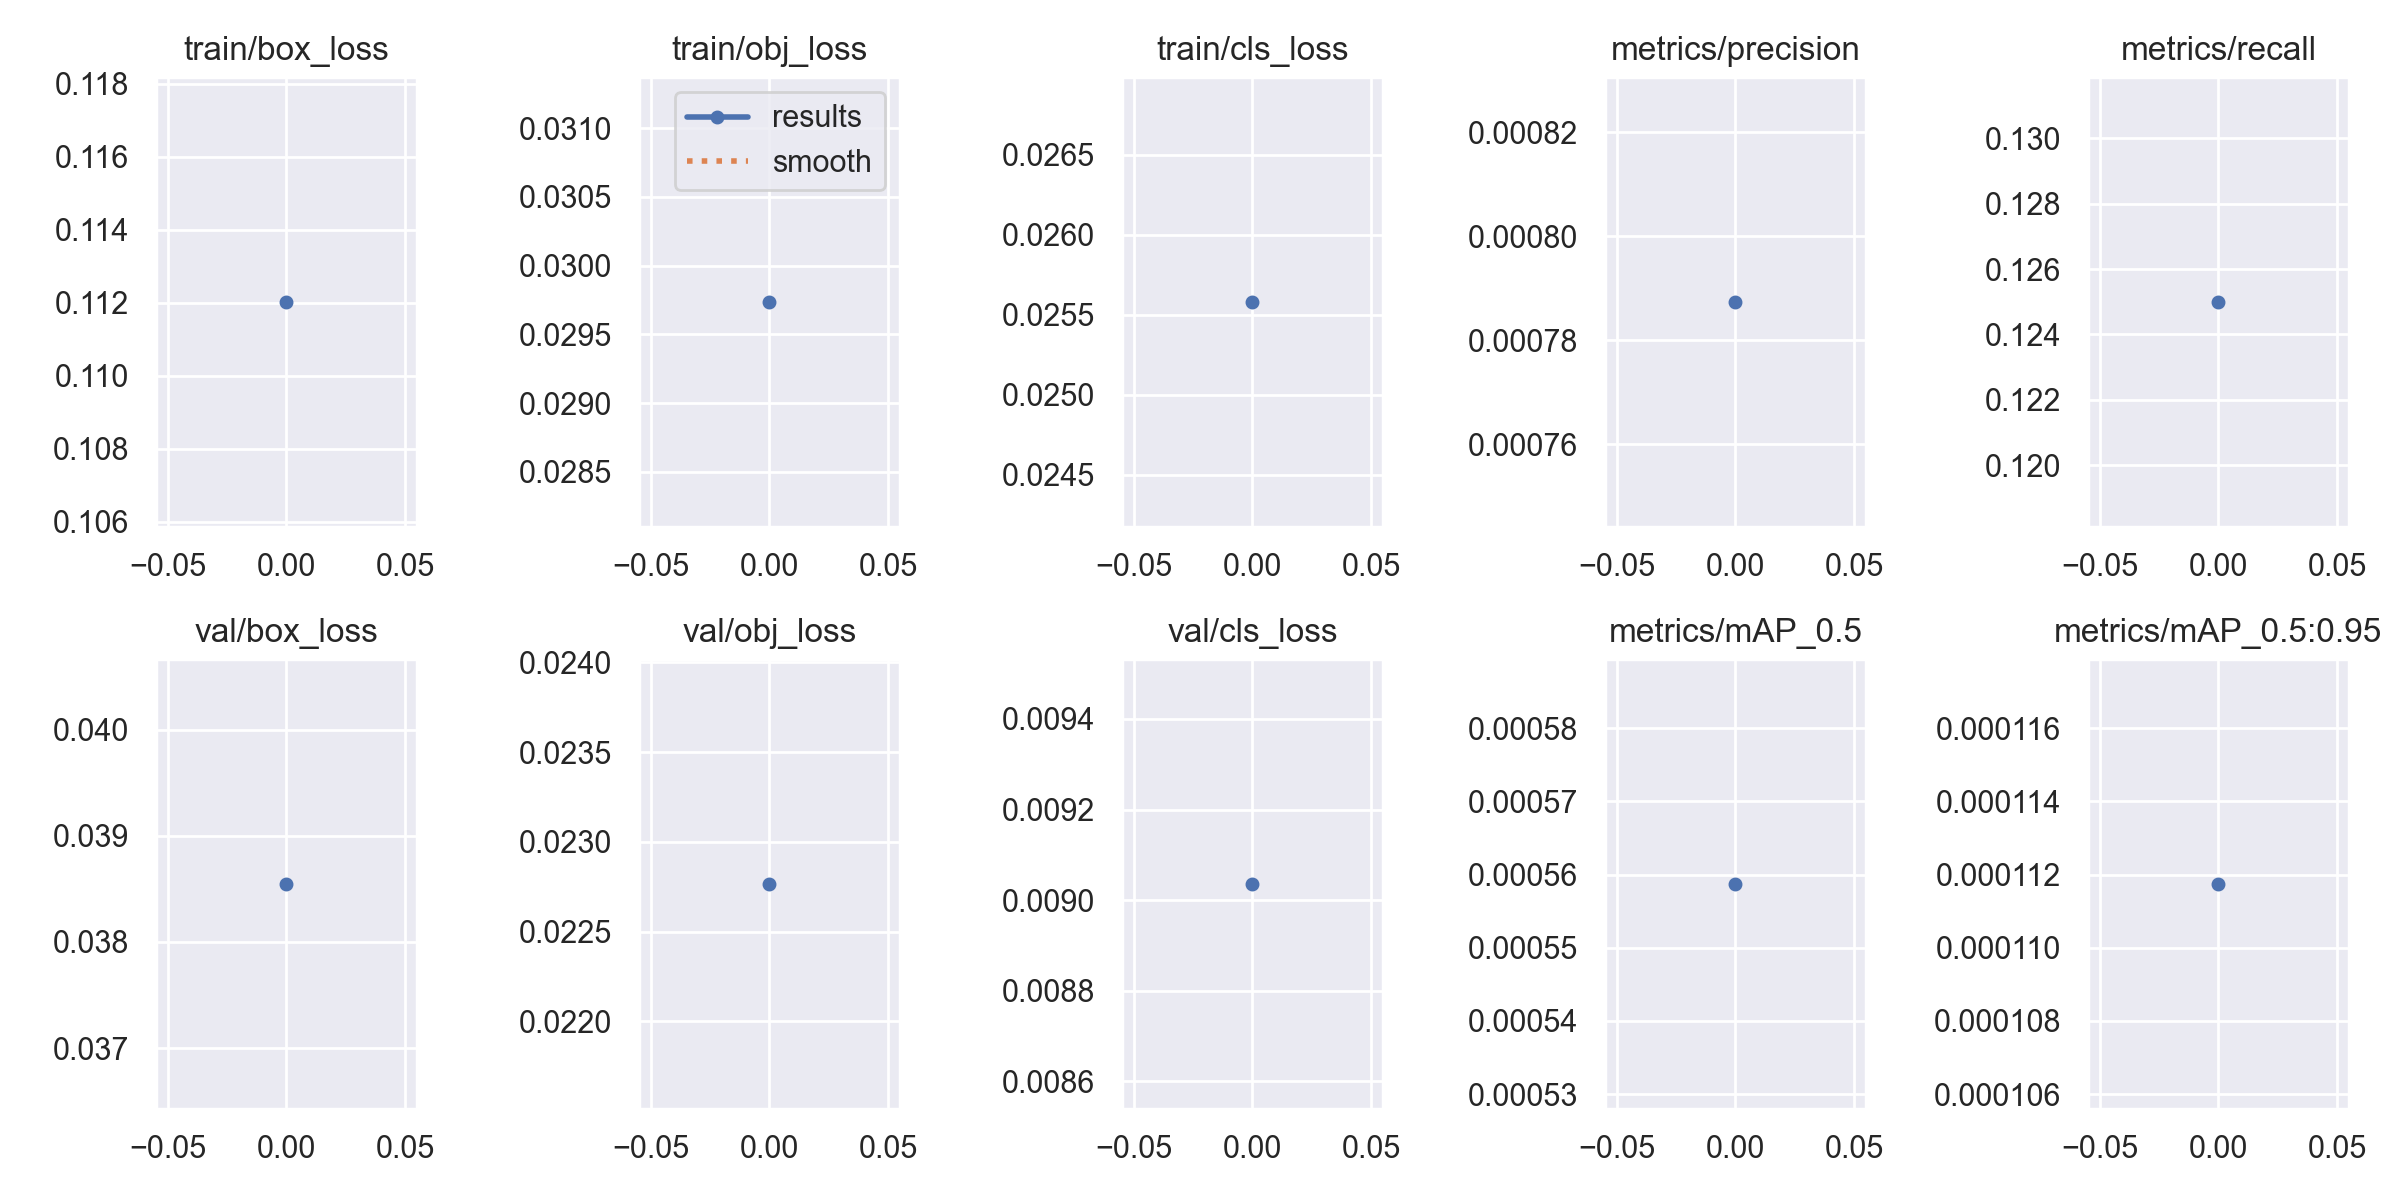 train/box_loss
0.118
0.116
0.114
0.112
0.110
0.108
0.106
−0.05 0.00 0.05
train/obj_loss
results
smooth
0.0310
0.0305
0.0300
0.0295
0.0290
0.0285
−0.05 0.00 0.05
train/cls_loss
0.0265
0.0260
0.0255
0.0250
0.0245
−0.05 0.00 0.05
metrics/precision
0.00082
0.00080
0.00078
0.00076
−0.05 0.00 0.05
metrics/recall
0.130
0.128
0.126
0.124
0.122
0.120
−0.05 0.00 0.05
val/box_loss
0.040
0.039
0.038
0.037
−0.05 0.00 0.05
val/obj_loss
0.0240
0.0235
0.0230
0.0225
0.0220
−0.05 0.00 0.05
val/cls_loss
0.0094
0.0092
0.0090
0.0088
0.0086
−0.05 0.00 0.05
metrics/mAP_0.5
0.00058
0.00057
0.00056
0.00055
0.00054
0.00053
−0.05 0.00 0.05
metrics/mAP_0.5:0.95
0.000116
0.000114
0.000112
0.000110
0.000108
0.000106
−0.05 0.00 0.05